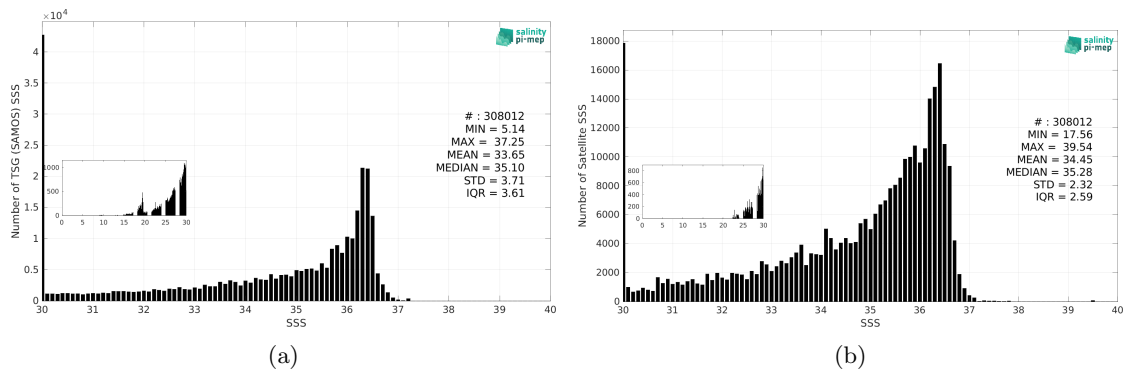 ×10⁴
4.5
4
3.5
3
2.5
2
1.5
1
0.5
0
Number of TSG (SAMOS) SSS
salinity
pi-mep
# : 308012
MIN = 5.14
MAX = 37.25
MEAN = 33.65
MEDIAN = 35.10
STD = 3.71
IQR = 3.61
1000
500
0
0 5 10 15 20 25 30
30 31 32 33 34 35 36 37 38 39 40
SSS
(a)
18000
16000
14000
12000
10000
8000
6000
4000
2000
0
Number of Satellite SSS
salinity
pi-mep
# : 308012
MIN = 17.56
MAX = 39.54
MEAN = 34.45
MEDIAN = 35.28
STD = 2.32
IQR = 2.59
800
600
400
200
0
0 5 10 15 20 25 30
30 31 32 33 34 35 36 37 38 39 40
SSS
(b)